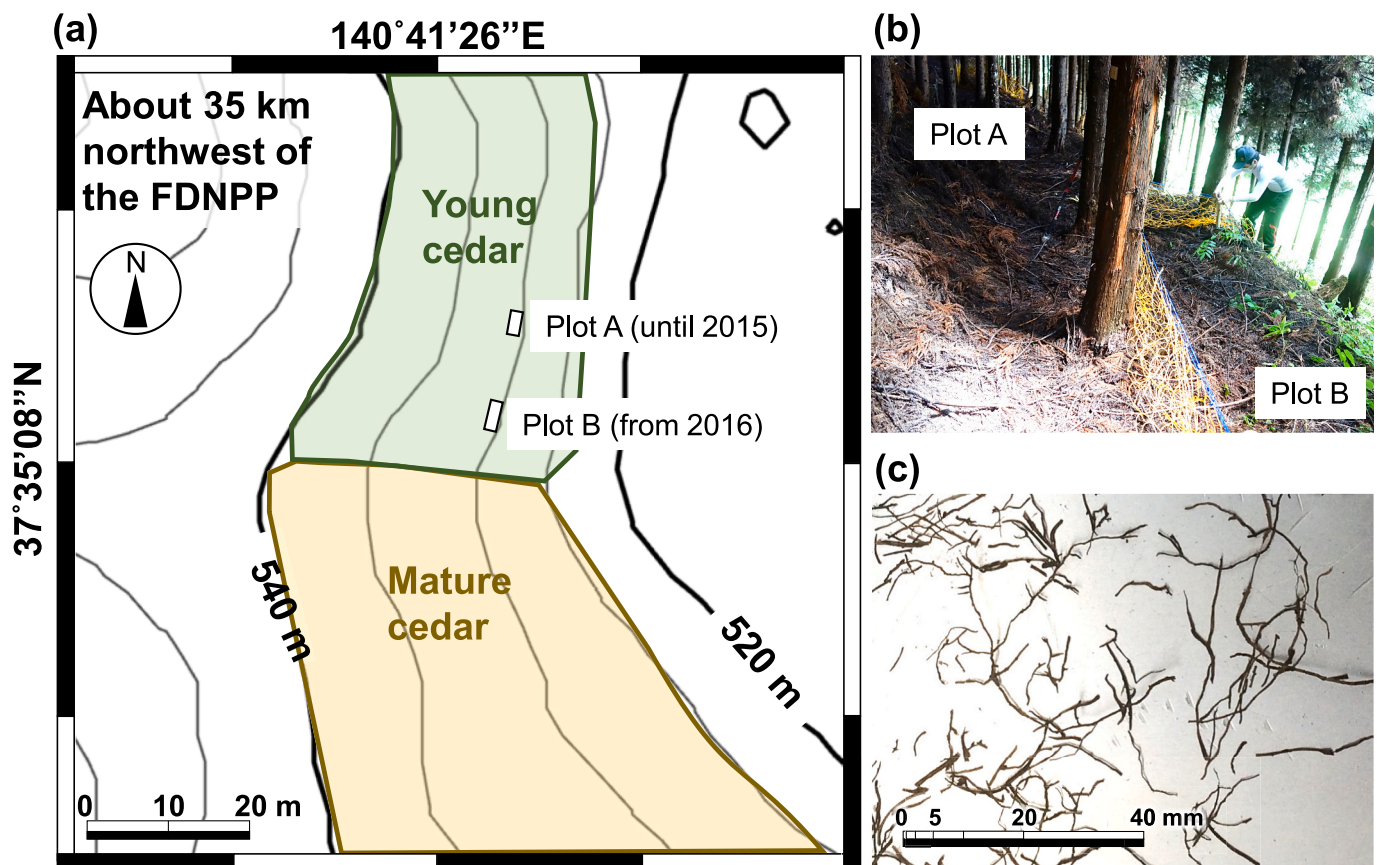 (a)
140˚41’26”E
About 35 km
northwest of
the FDNPP
N
Young
cedar
Plot A (until 2015)
Plot B (from 2016)
37˚35’08”N
540 m
Mature
cedar
520 m
0 10 20 m
(b)
Plot A
Plot B
(c)
0 5 20 40 mm